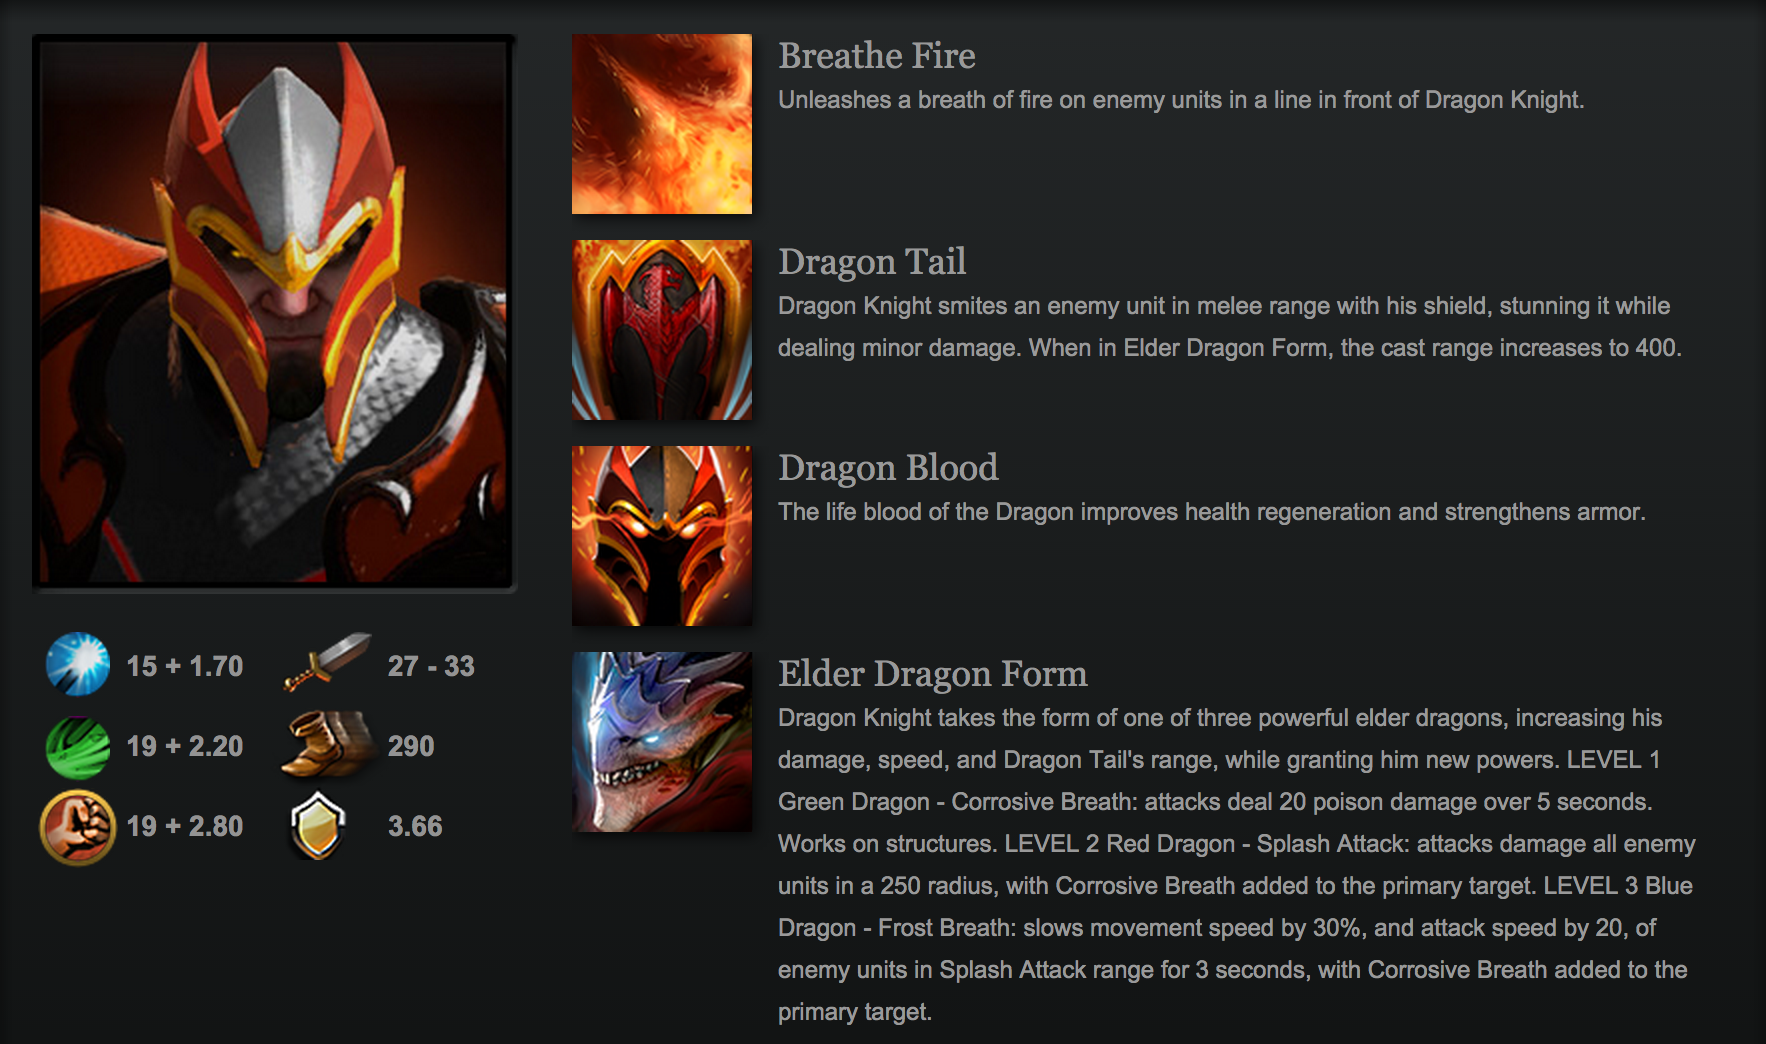 Breathe Fire
Unleashes a breath of fire on enemy units in a line in front of Dragon Knight.
Dragon Tail
Dragon Knight smites an enemy unit in melee range with his shield, stunning it while
dealing minor damage. When in Elder Dragon Form, the cast range increases to 400.
Dragon Blood
The life blood of the Dragon improves health regeneration and strengthens armor.
Elder Dragon Form
Dragon Knight takes the form of one of three powerful elder dragons, increasing his
damage, speed, and Dragon Tail's range, while granting him new powers. LEVEL 1
Green Dragon - Corrosive Breath: attacks deal 20 poison damage over 5 seconds.
Works on structures. LEVEL 2 Red Dragon - Splash Attack: attacks damage all enemy
units in a 250 radius, with Corrosive Breath added to the primary target. LEVEL 3 Blue
Dragon - Frost Breath: slows movement speed by 30%, and attack speed by 20, of
enemy units in Splash Attack range for 3 seconds, with Corrosive Breath added to the
primary target.
15 + 1.70 27 - 33
19 + 2.20 290
19 + 2.80 3.66